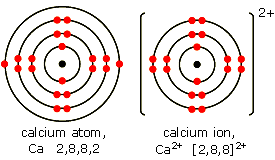 2+
calcium atom,
Ca 2,8,8,2
calcium ion,
Ca²⁺ [2,8,8]²⁺